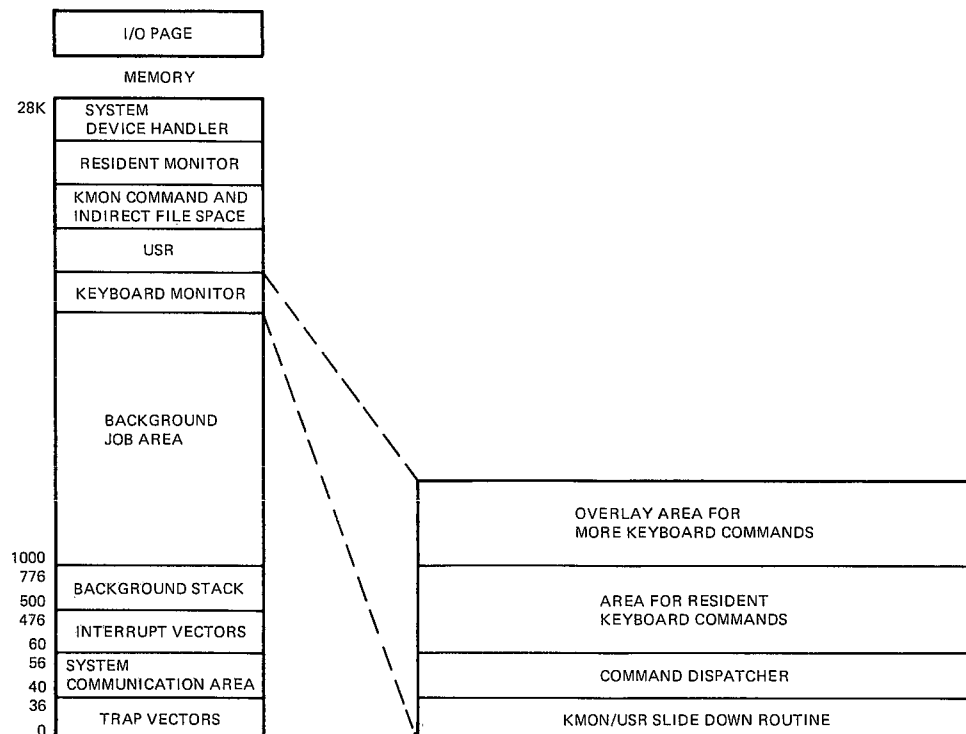 I/O PAGE
MEMORY
28K
SYSTEM
DEVICE HANDLER
RESIDENT MONITOR
KMON COMMAND AND
INDIRECT FILE SPACE
USR
KEYBOARD MONITOR
BACKGROUND
JOB AREA
1000
776
BACKGROUND STACK
500
476
INTERRUPT VECTORS
60
56
SYSTEM
COMMUNICATION AREA
40
36
TRAP VECTORS
0
OVERLAY AREA FOR
MORE KEYBOARD COMMANDS
AREA FOR RESIDENT
KEYBOARD COMMANDS
COMMAND DISPATCHER
KMON/USR SLIDE DOWN ROUTINE